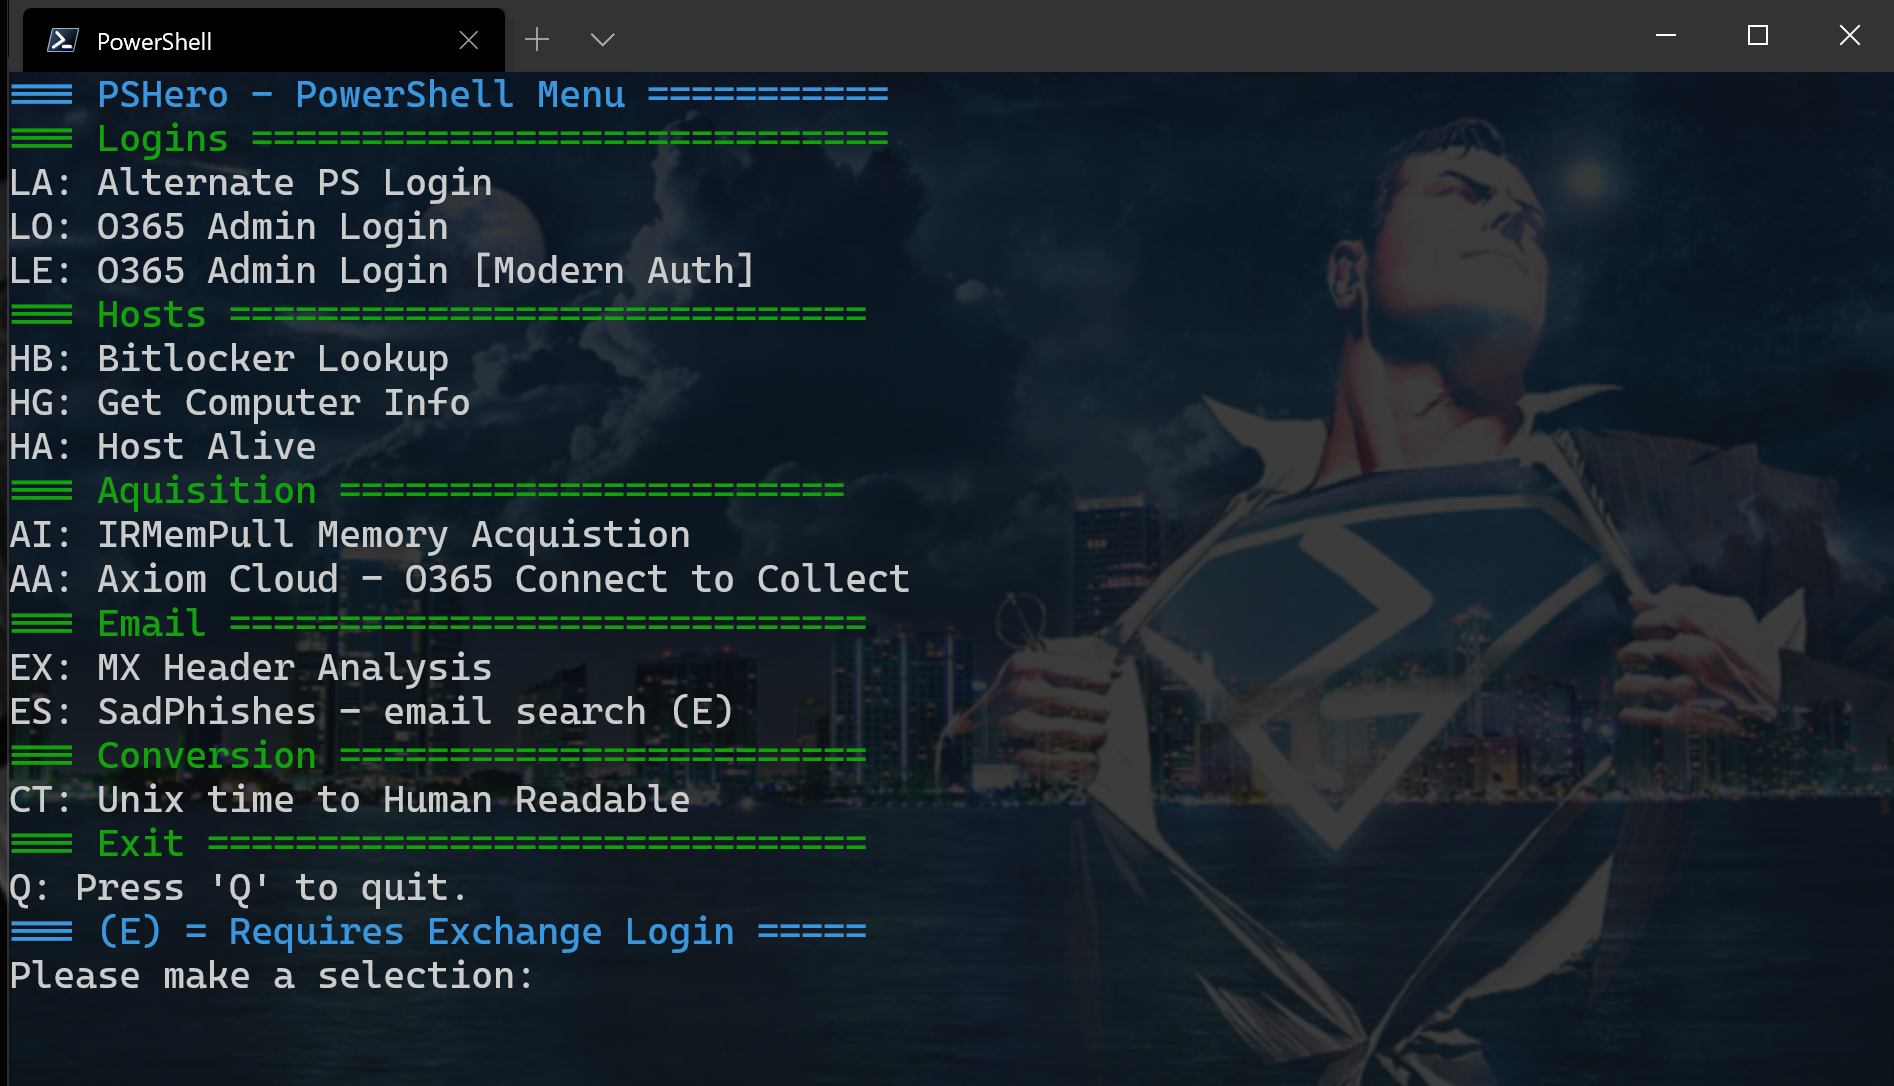 PowerShell
=== PSHero - PowerShell Menu ===========
=== Logins =============================
LA: Alternate PS Login
LO: O365 Admin Login
LE: O365 Admin Login [Modern Auth]
=== Hosts =============================
HB: Bitlocker Lookup
HG: Get Computer Info
HA: Host Alive
=== Aquisition =======================
AI: IRMemPull Memory Acquistion
AA: Axiom Cloud - O365 Connect to Collect
=== Email =============================
EX: MX Header Analysis
ES: SadPhishes - email search (E)
=== Conversion ========================
CT: Unix time to Human Readable
=== Exit ==============================
Q: Press 'Q' to quit.
=== (E) = Requires Exchange Login =====
Please make a selection: